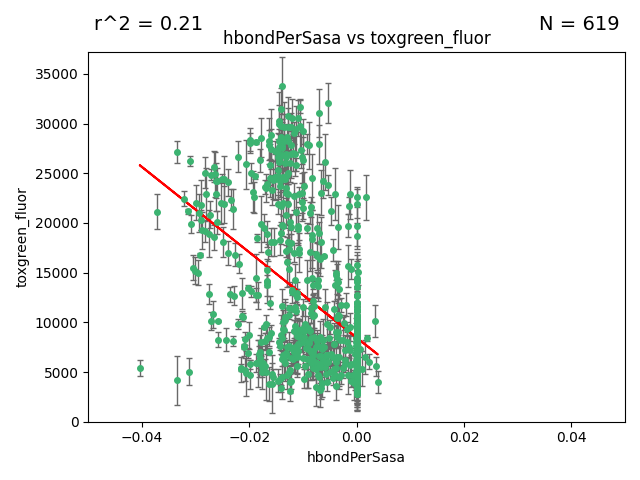 r^2 = 0.21
N = 619
hbondPerSasa vs toxgreen_fluor
35000
30000
25000
20000
15000
10000
5000
0
toxgreen_fluor
−0.04
−0.02
0.00
0.02
0.04
hbondPerSasa